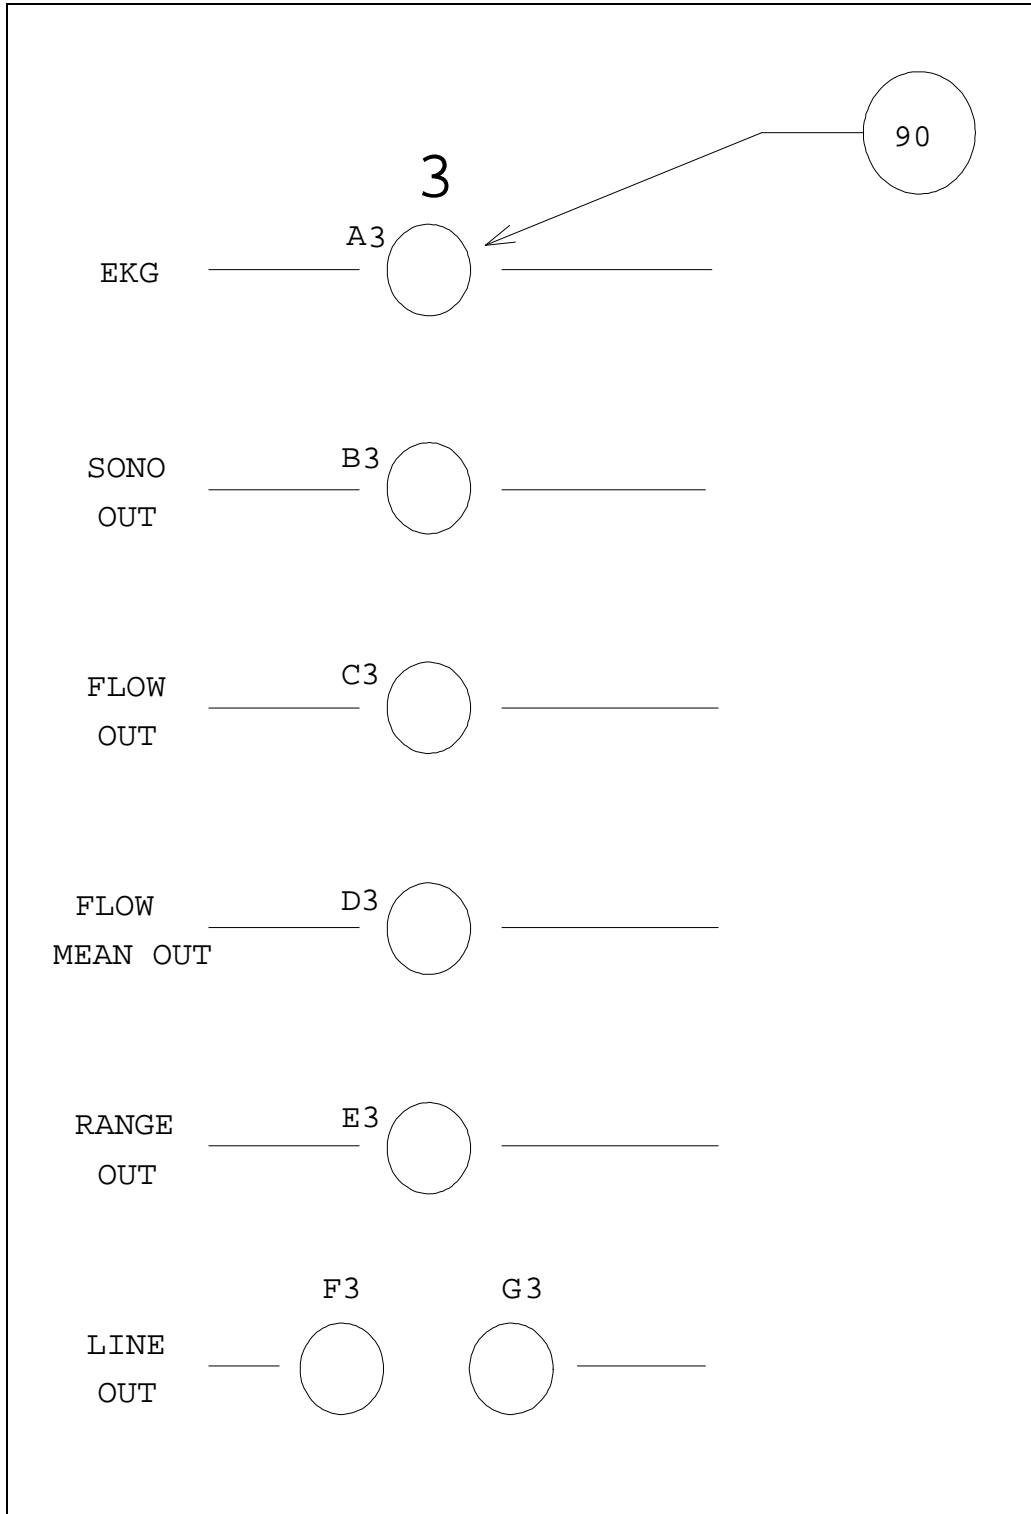 90
3
A3
EKG
B3
SONO
OUT
C3
FLOW
OUT
D3
FLOW
MEAN OUT
E3
RANGE
OUT
F3 G3
LINE
OUT